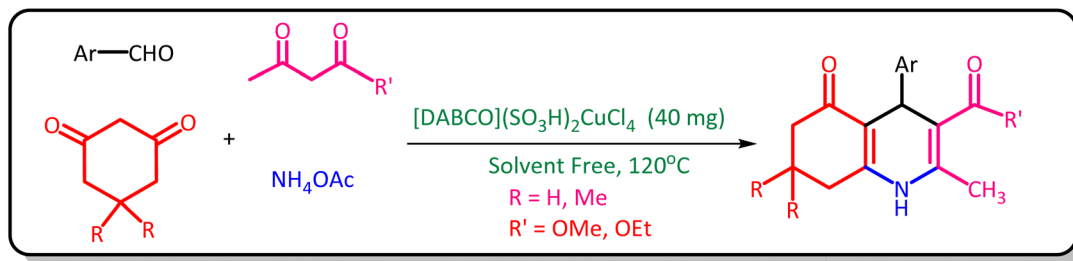 Ar—CHO
O O
R'
O O
R R
+
NH₄OAc
[DABCO](SO₃H)₂CuCl₄ (40 mg)
Solvent Free, 120°C
R = H, Me
R' = OMe, OEt
O Ar O
R'
R
R
N
H
CH₃